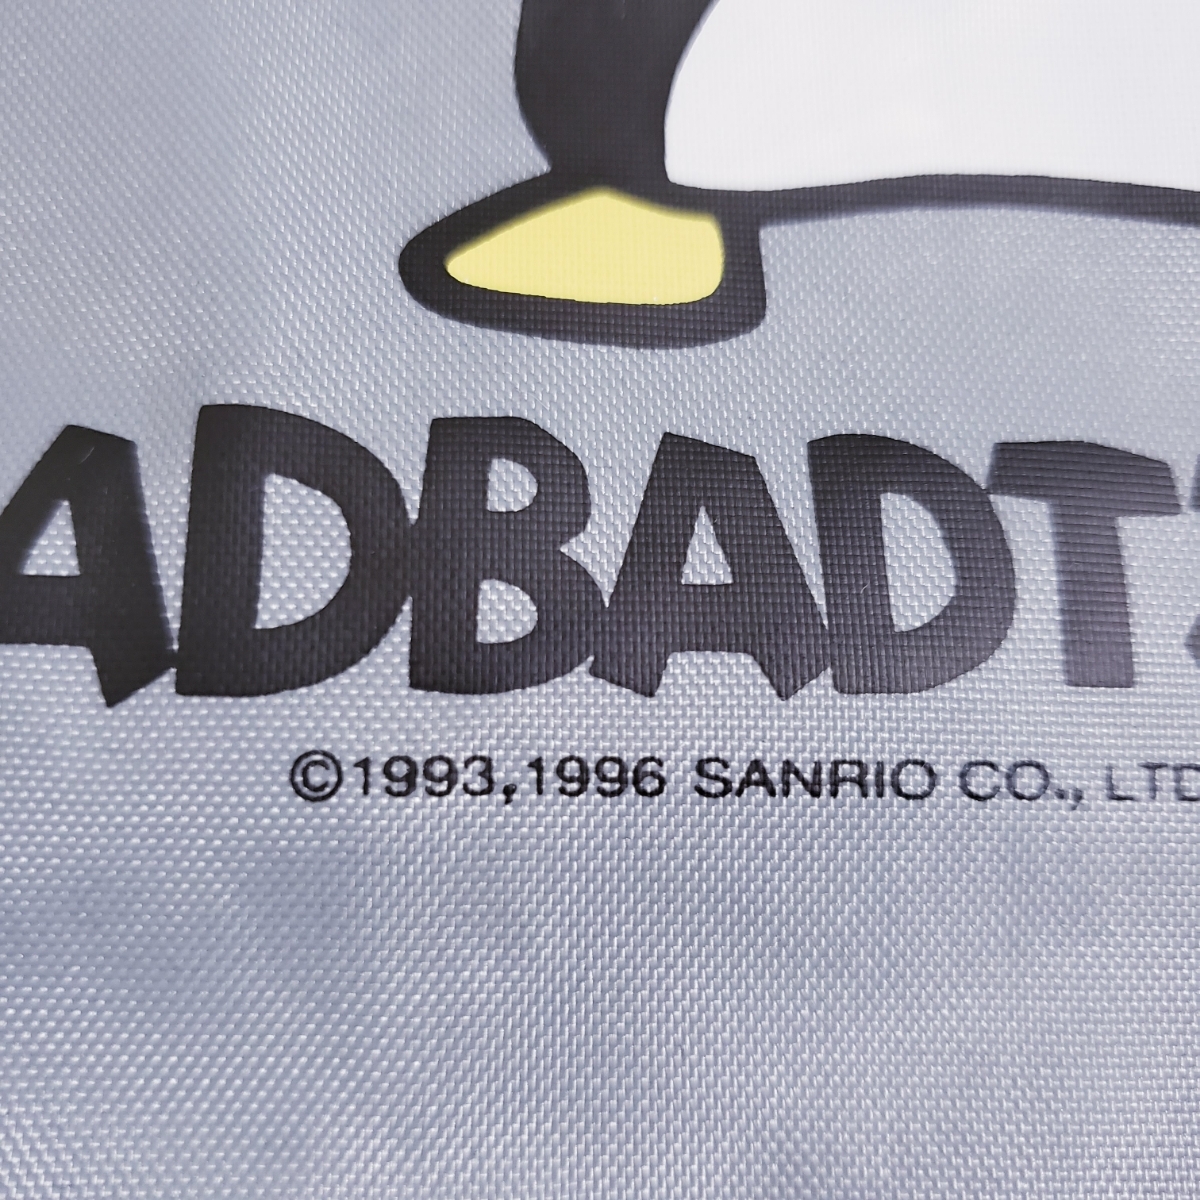 ADBADT
©1993,1996 SANRIO CO., LTD